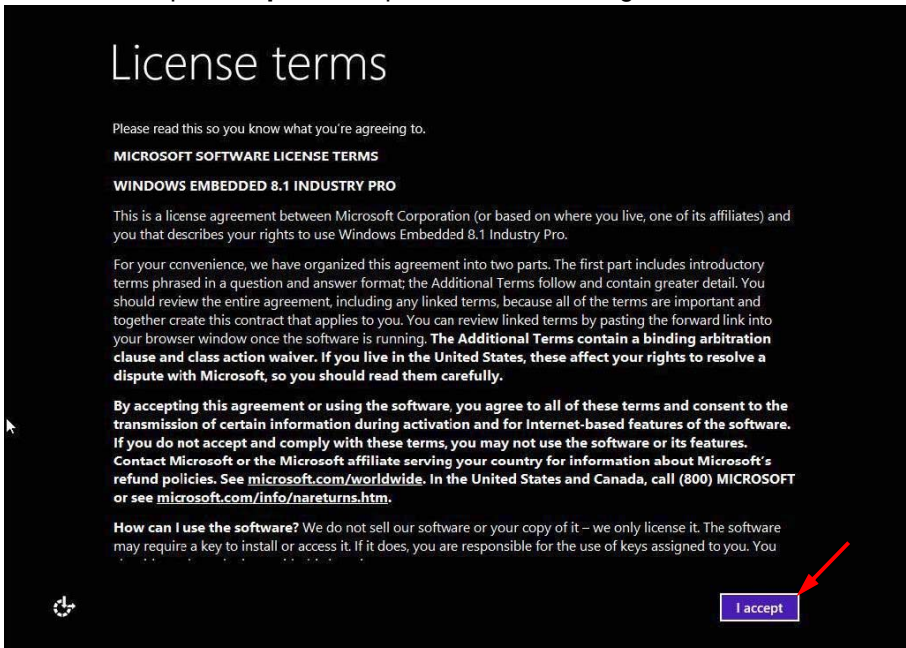 License terms
Please read this so you know what you're agreeing to.
MICROSOFT SOFTWARE LICENSE TERMS
WINDOWS EMBEDDED 8.1 INDUSTRY PRO
This is a license agreement between Microsoft Corporation (or based on where you live, one of its affiliates) and
you that describes your rights to use Windows Embedded 8.1 Industry Pro.
For your convenience, we have organized this agreement into two parts. The first part includes introductory
terms phrased in a question and answer format; the Additional Terms follow and contain greater detail. You
should review the entire agreement, including any linked terms, because all of the terms are important and
together create this contract that applies to you. You can review linked terms by pasting the forward link into
your browser window once the software is running. The Additional Terms contain a binding arbitration
clause and class action waiver. If you live in the United States, these affect your rights to resolve a
dispute with Microsoft, so you should read them carefully.
By accepting this agreement or using the software, you agree to all of these terms and consent to the
transmission of certain information during activation and for Internet-based features of the software.
If you do not accept and comply with these terms, you may not use the software or its features.
Contact Microsoft or the Microsoft affiliate serving your country for information about Microsoft's
refund policies. See microsoft.com/worldwide. In the United States and Canada, call (800) MICROSOFT
or see microsoft.com/info/nareturns.htm.
How can I use the software? We do not sell our software or your copy of it – we only license it. The software
may require a key to install or access it. If it does, you are responsible for the use of keys assigned to you. You
I accept